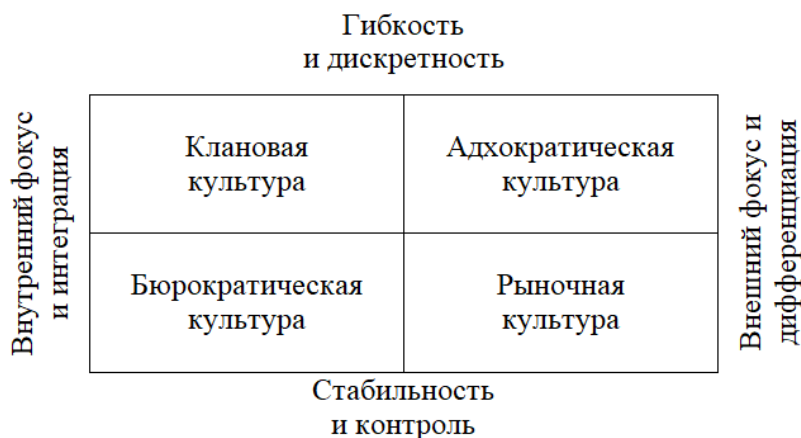 Гибкость
и дискретность
Внутренний фокус
и интеграция
Клановая
культура
Адхократическая
культура
Бюрократическая
культура
Рыночная
культура
Внешний фокус и
дифференциация
Стабильность
и контроль